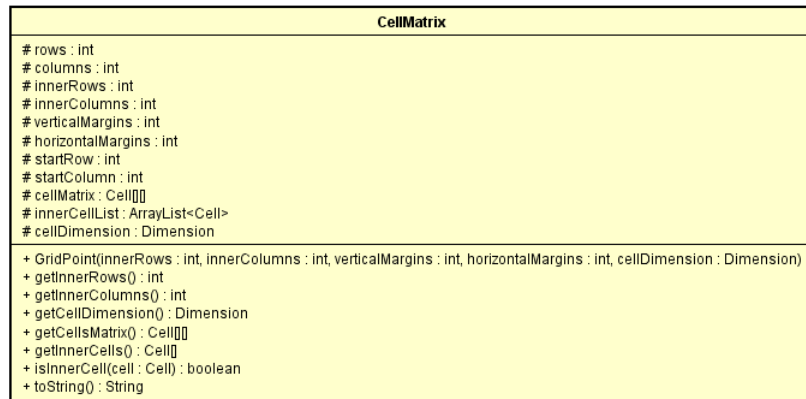 CellMatrix
# rows : int
# columns : int
# innerRows : int
# innerColumns : int
# verticalMargins : int
# horizontalMargins : int
# startRow : int
# startColumn : int
# cellMatrix : Cell[][]
# innerCellList : ArrayList<Cell>
# cellDimension : Dimension
+ GridPoint(innerRows : int, innerColumns : int, verticalMargins : int, horizontalMargins : int, cellDimension : Dimension)
+ getInnerRows() : int
+ getInnerColumns() : int
+ getCellDimension() : Dimension
+ getCellsMatrix() : Cell[][]
+ getInnerCells() : Cell[]
+ isInnerCell(cell : Cell) : boolean
+ toString() : String